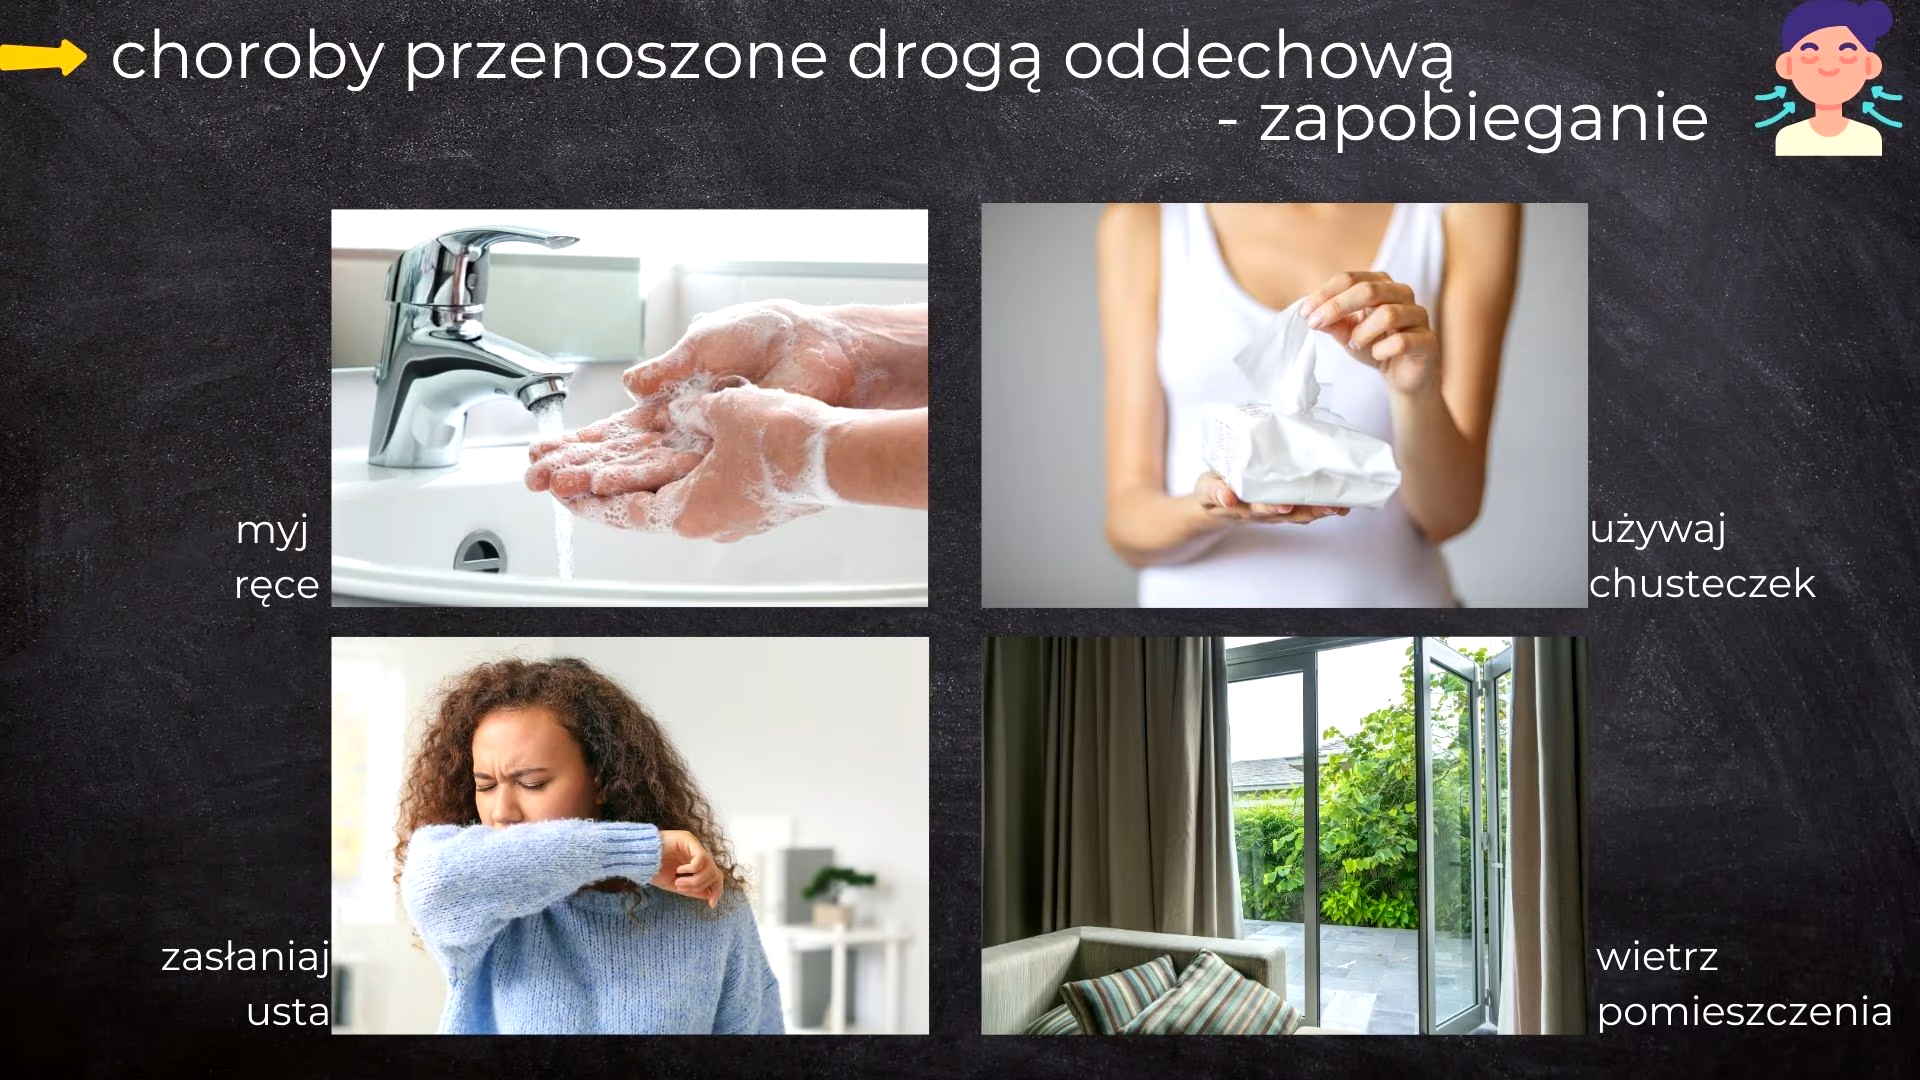 choroby przenoszone drogą oddechową
- zapobieganie
myj
ręce
używaj
chusteczek
zasłaniaj
usta
wietrz
pomieszczenia